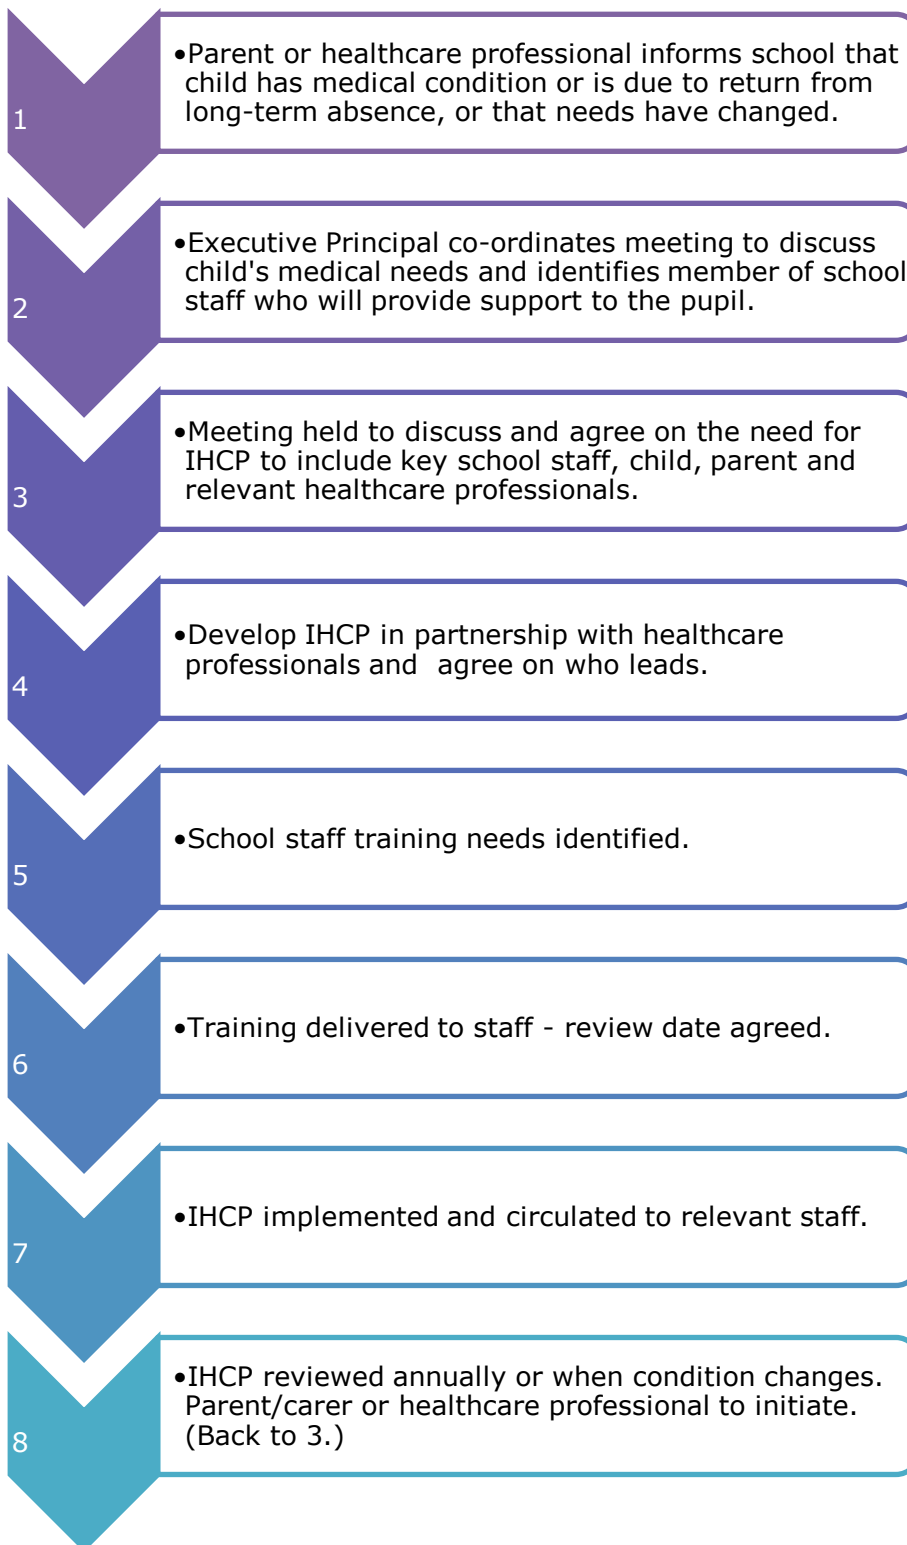 •Parent or healthcare professional informs school that
child has medical condition or is due to return from
long-term absence, or that needs have changed.
1
•Executive Principal co-ordinates meeting to discuss
child's medical needs and identifies member of school
staff who will provide support to the pupil.
2
•Meeting held to discuss and agree on the need for
IHCP to include key school staff, child, parent and
relevant healthcare professionals.
3
•Develop IHCP in partnership with healthcare
professionals and  agree on who leads.
4
•School staff training needs identified.
5
•Training delivered to staff - review date agreed.
6
•IHCP implemented and circulated to relevant staff.
7
•IHCP reviewed annually or when condition changes.
Parent/carer or healthcare professional to initiate.
(Back to 3.)
8